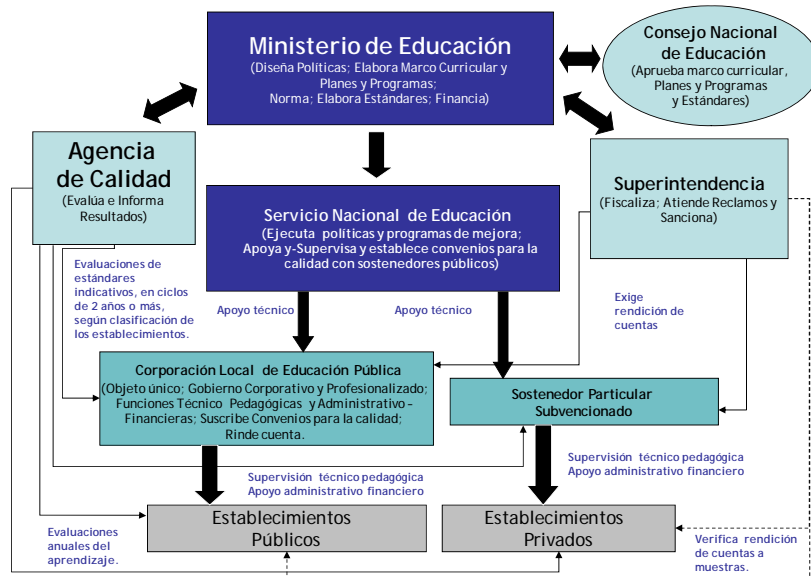 Ministerio de Educación
(Diseña Políticas; Elabora Marco Curricular y
Planes y Programas;
Norma; Elabora Estándares; Financia)
Consejo Nacional
de Educación
(Aprueba marco curricular,
Planes y Programas
y Estándares)
Agencia
de Calidad
(Evalúa e Informa
Resultados)
Superintendencia
(Fiscaliza; Atiende Reclamos y
Sanciona)
Servicio Nacional de Educación
(Ejecuta políticas y programas de mejora;
Apoya y-Supervisa y establece convenios para la
calidad con sostenedores públicos)
Evaluaciones de
estándares
indicativos, en ciclos
de 2 años o más,
según clasificación de
los establecimientos.
Apoyo técnico
Apoyo técnico
Exige
rendición de
cuentas
Corporación Local de Educación Pública
(Objeto único; Gobierno Corporativo y Profesionalizado;
Funciones Técnico Pedagógicas y Administrativo –
Financieras; Suscribe Convenios para la calidad;
Rinde cuenta.
Sostenedor Particular
Subvencionado
Supervisión técnico pedagógica
Apoyo administrativo financiero
Supervisión técnico pedagógica
Apoyo administrativo financiero
Evaluaciones
anuales del
aprendizaje.
Establecimientos
Públicos
Establecimientos
Privados
Verifica rendición
de cuentas a
muestras.